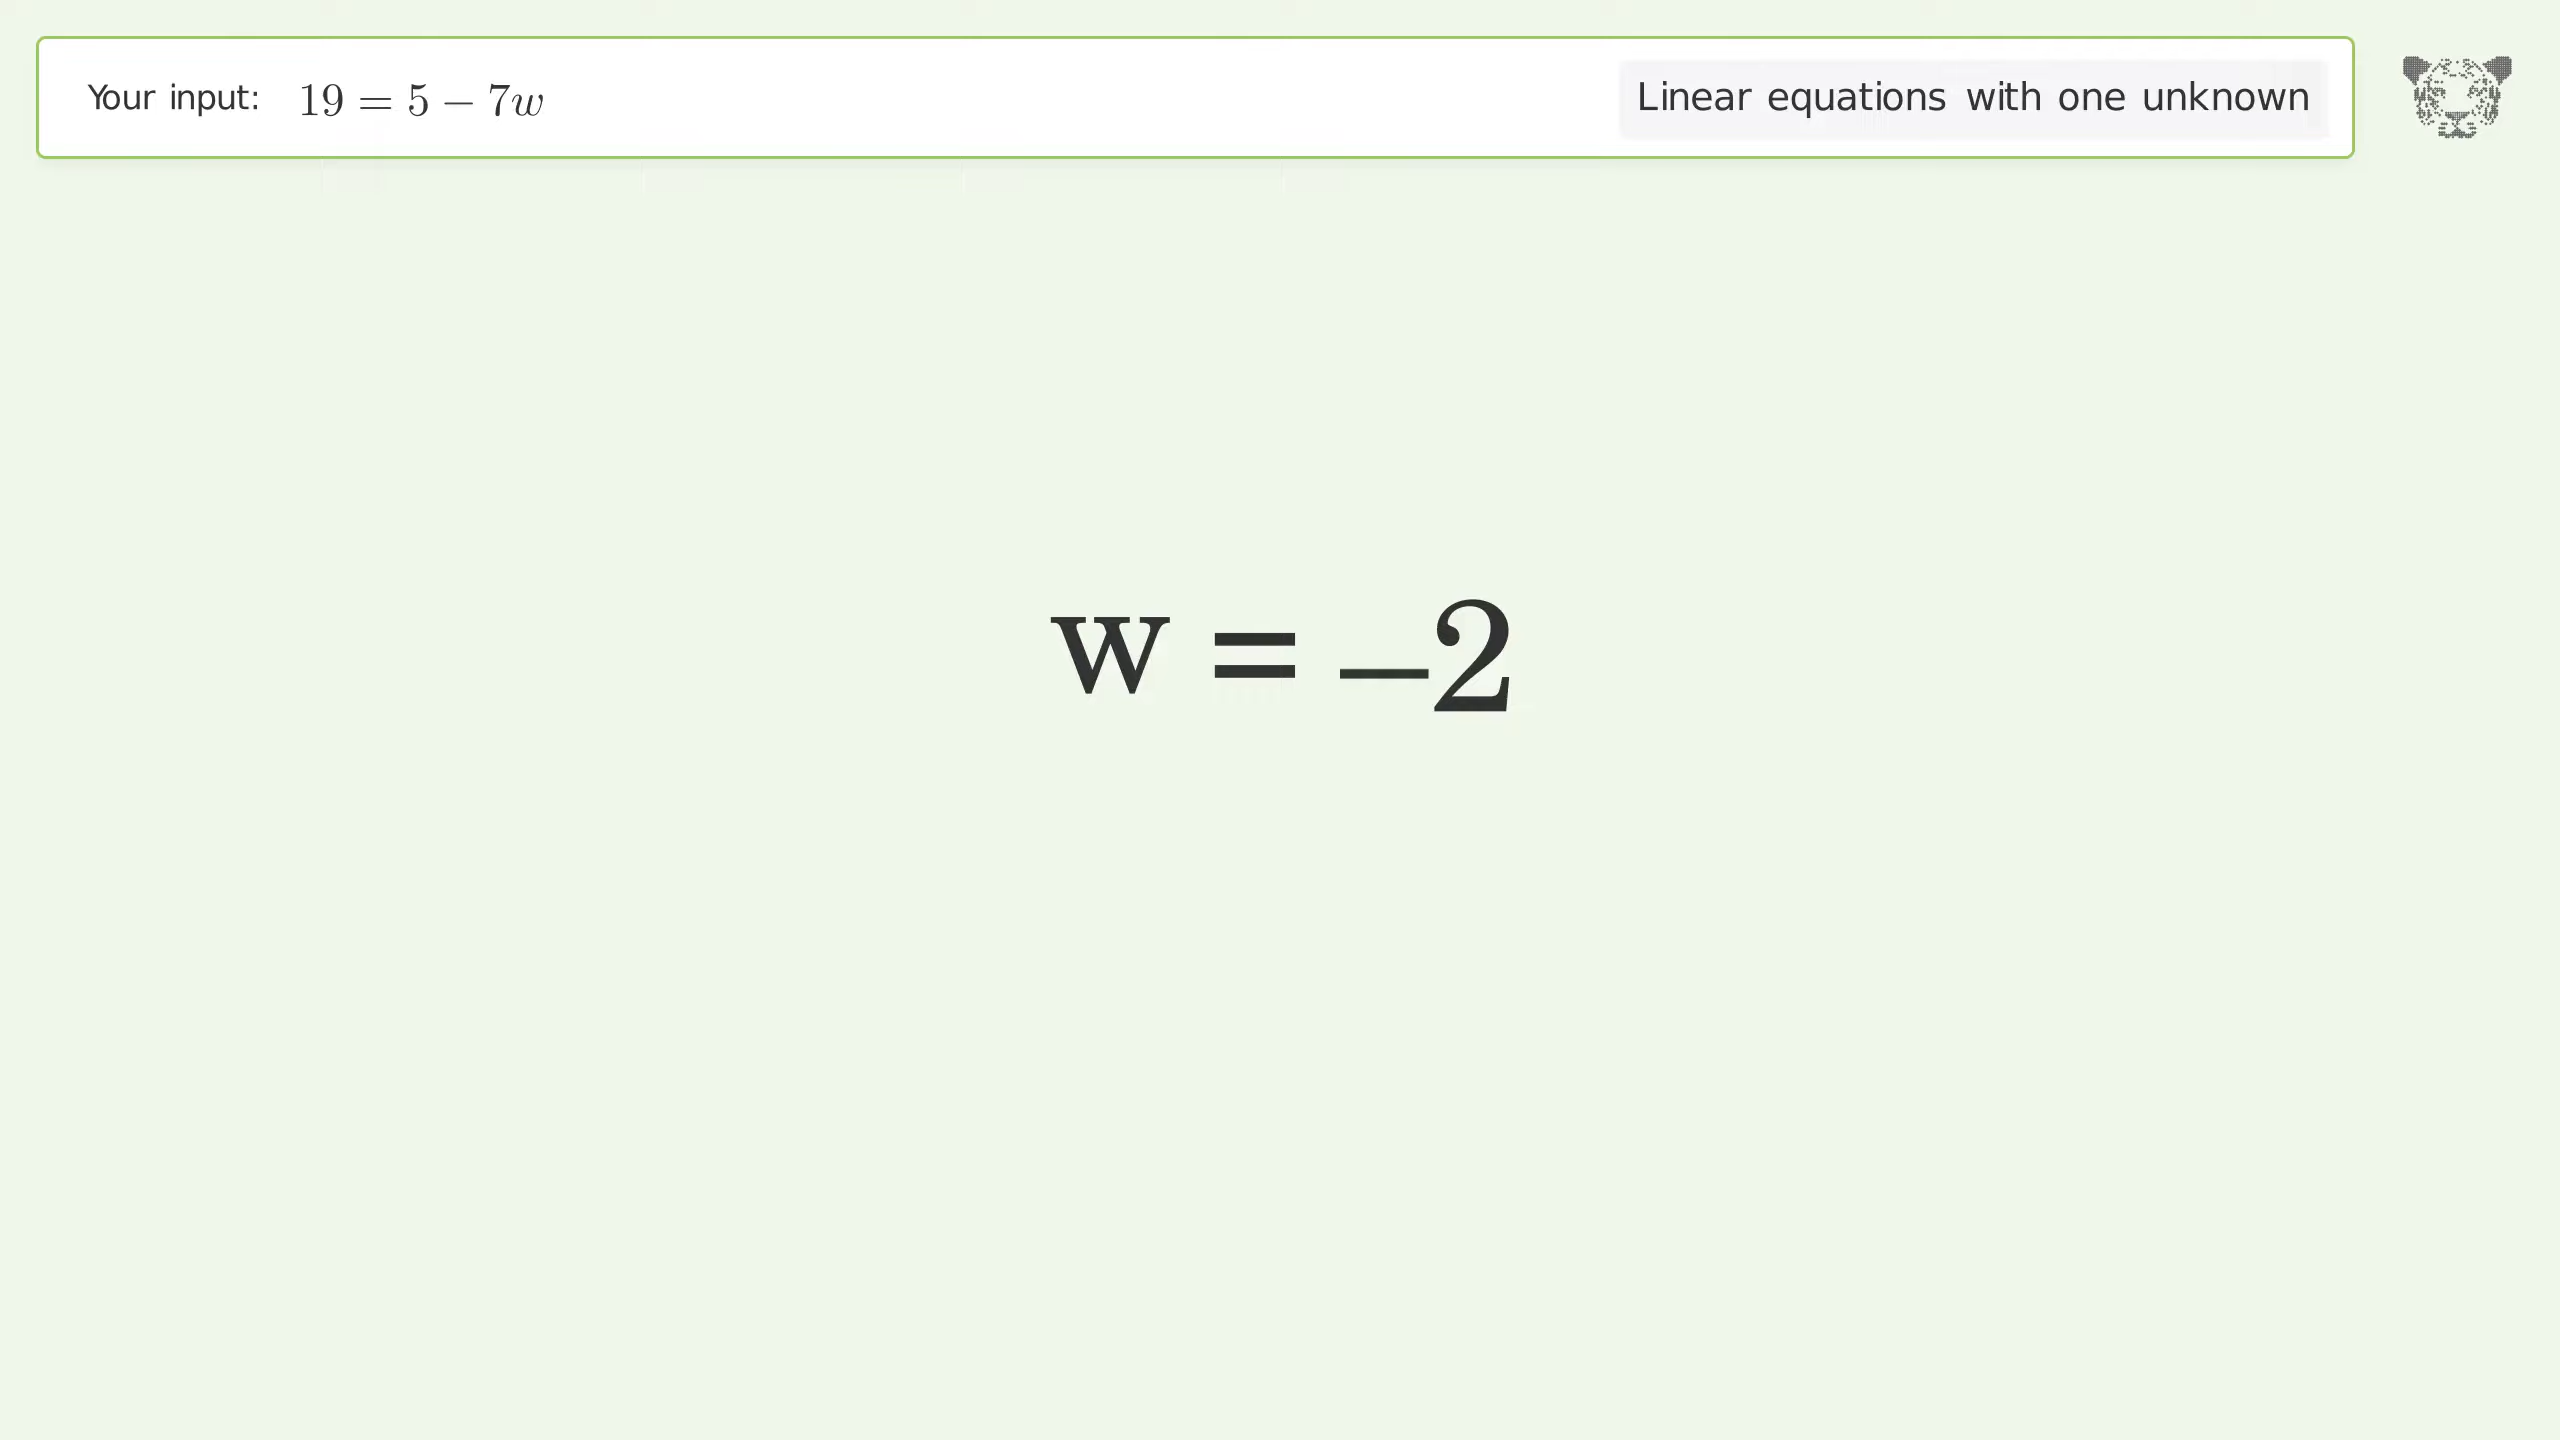 Your input: 19 = 5 − 7w
Linear equations with one unknown
w = −2